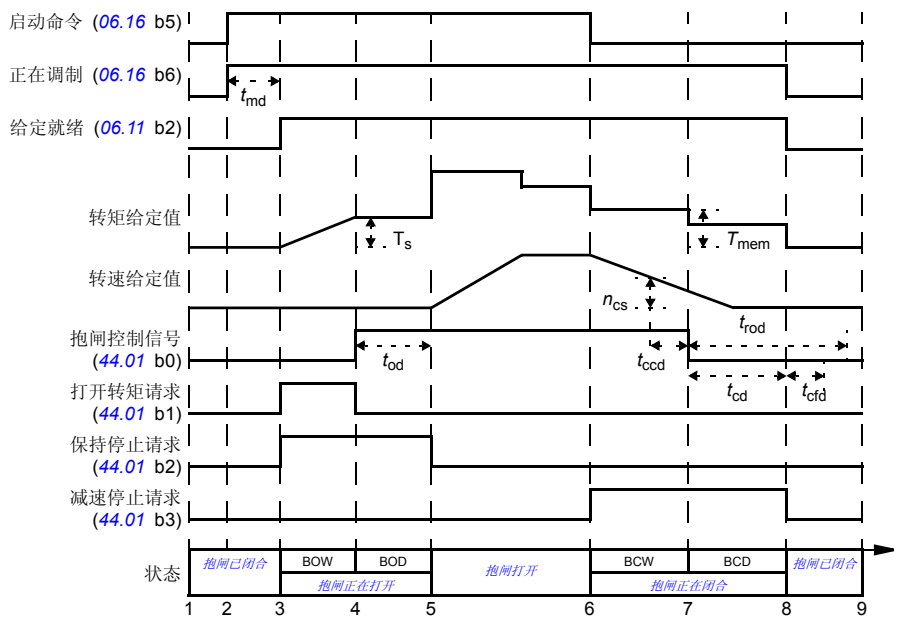 启动命令 (06.16 b5)
正在调制 (06.16 b6)
tmd
给定就绪 (06.11 b2)
转矩给定值
Ts
Tmem
转速给定值
ncs
抱闸控制信号
(44.01 b0)
tod
tccd
trod
tcd
tcfd
打开转矩请求
(44.01 b1)
保持停止请求
(44.01 b2)
减速停止请求
(44.01 b3)
状态
抱闸已闭合
BOW
BOD
抱闸正在打开
抱闸打开
BCW
BCD
抱闸正在闭合
抱闸已闭合
1 2 3 4 5 6 7 8 9